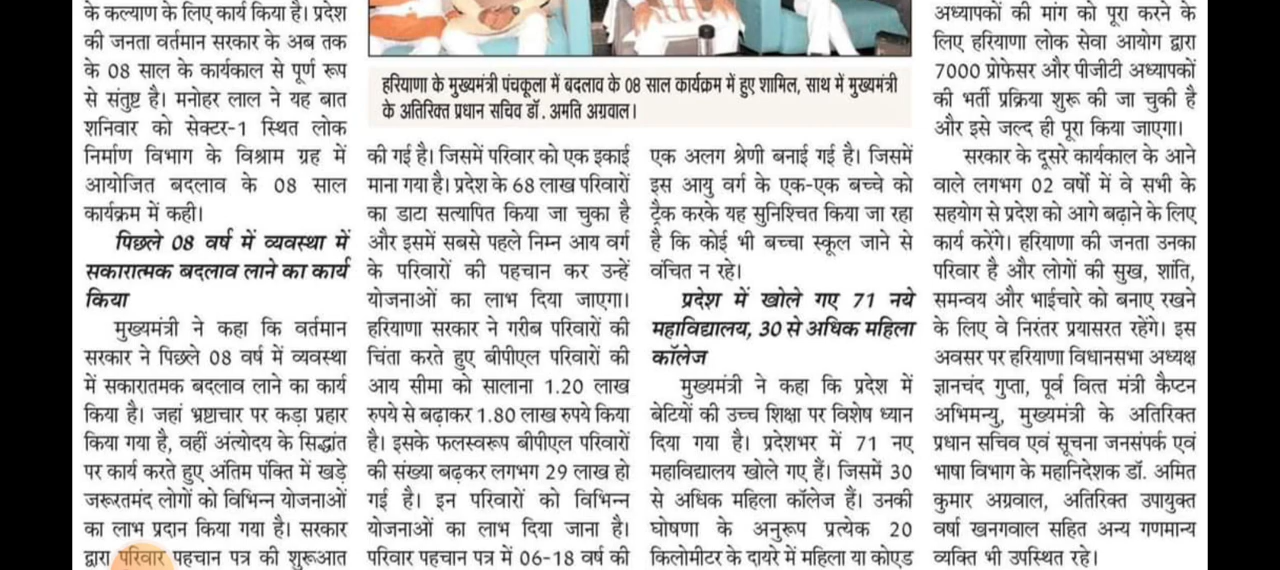 के कल्याण के लिए कार्य किया है। प्रदेश
की जनता वर्तमान सरकार के अब तक
के 08 साल के कार्यकाल से पूर्ण रूप
से संतुष्ट है। मनोहर लाल ने यह बात
शनिवार को सेक्टर-1 स्थित लोक
निर्माण विभाग के विश्राम ग्रह में
आयोजित बदलाव के 08 साल
कार्यक्रम में कही।
पिछले 08 वर्ष में व्यवस्था में
सकारात्मक बदलाव लाने का कार्य
किया
मुख्यमंत्री ने कहा कि वर्तमान
सरकार ने पिछले 08 वर्ष में व्यवस्था
में सकारातमक बदलाव लाने का कार्य
किया है। जहां भ्रष्टाचार पर कड़ा प्रहार
किया गया है, वहीं अंत्योदय के सिद्धांत
पर कार्य करते हुए अंतिम पंक्ति में खड़े
जरूरतमंद लोगों को विभिन्न योजनाओं
का लाभ प्रदान किया गया है। सरकार
द्वारा परिवार पहचान पत्र की शुरूआत
हरियाणा के मुख्यमंत्री पंचकूला में बदलाव के 08 साल कार्यक्रम में हुए शामिल, साथ में मुख्यमंत्री
के अतिरिक्त प्रधान सचिव डॉ. अमति अग्रवाल।
की गई है। जिसमें परिवार को एक इकाई
माना गया है। प्रदेश के 68 लाख परिवारों
का डाटा सत्यापित किया जा चुका है
और इसमें सबसे पहले निम्न आय वर्ग
के परिवारों की पहचान कर उन्हें
योजनाओं का लाभ दिया जाएगा।
हरियाणा सरकार ने गरीब परिवारों की
चिंता करते हुए बीपीएल परिवारों की
आय सीमा को सालाना 1.20 लाख
रुपये से बढ़ाकर 1.80 लाख रुपये किया
है। इसके फलस्वरूप बीपीएल परिवारों
की संख्या बढ़कर लगभग 29 लाख हो
गई है। इन परिवारों को विभिन्न
योजनाओं का लाभ दिया जाना है।
परिवार पहचान पत्र में 06-18 वर्ष की
एक अलग श्रेणी बनाई गई है। जिसमें
इस आयु वर्ग के एक-एक बच्चे को
ट्रैक करके यह सुनिश्चित किया जा रहा
है कि कोई भी बच्चा स्कूल जाने से
वंचित न रहे।
प्रदेश में खोले गए 71 नये
महाविद्यालय, 30 से अधिक महिला
कॉलेज
मुख्यमंत्री ने कहा कि प्रदेश में
बेटियों की उच्च शिक्षा पर विशेष ध्यान
दिया गया है। प्रदेशभर में 71 नए
महाविद्यालय खोले गए हैं। जिसमें 30
से अधिक महिला कॉलेज हैं। उनकी
घोषणा के अनुरूप प्रत्येक 20
किलोमीटर के दायरे में महिला या कोएड
अध्यापकों की मांग को पूरा करने के
लिए हरियाणा लोक सेवा आयोग द्वारा
7000 प्रोफेसर और पीजीटी अध्यापकों
की भर्ती प्रक्रिया शुरू की जा चुकी है
और इसे जल्द ही पूरा किया जाएगा।
सरकार के दूसरे कार्यकाल के आने
वाले लगभग 02 वर्षो में वे सभी के
सहयोग से प्रदेश को आगे बढ़ाने के लिए
कार्य करेंगे। हरियाणा की जनता उनका
परिवार है और लोगों की सुख, शांति,
समन्वय और भाईचारे को बनाए रखने
के लिए वे निरंतर प्रयासरत रहेंगे। इस
अवसर पर हरियाणा विधानसभा अध्यक्ष
ज्ञानचंद गुप्ता, पूर्व वित्त मंत्री कैप्टन
अभिमन्यु, मुख्यमंत्री के अतिरिक्त
प्रधान सचिव एवं सूचना जनसंपर्क एवं
भाषा विभाग के महानिदेशक डॉ. अमित
कुमार अग्रवाल, अतिरिक्त उपायुक्त
वर्षा खनगवाल सहित अन्य गणमान्य
व्यक्ति भी उपस्थित रहे।